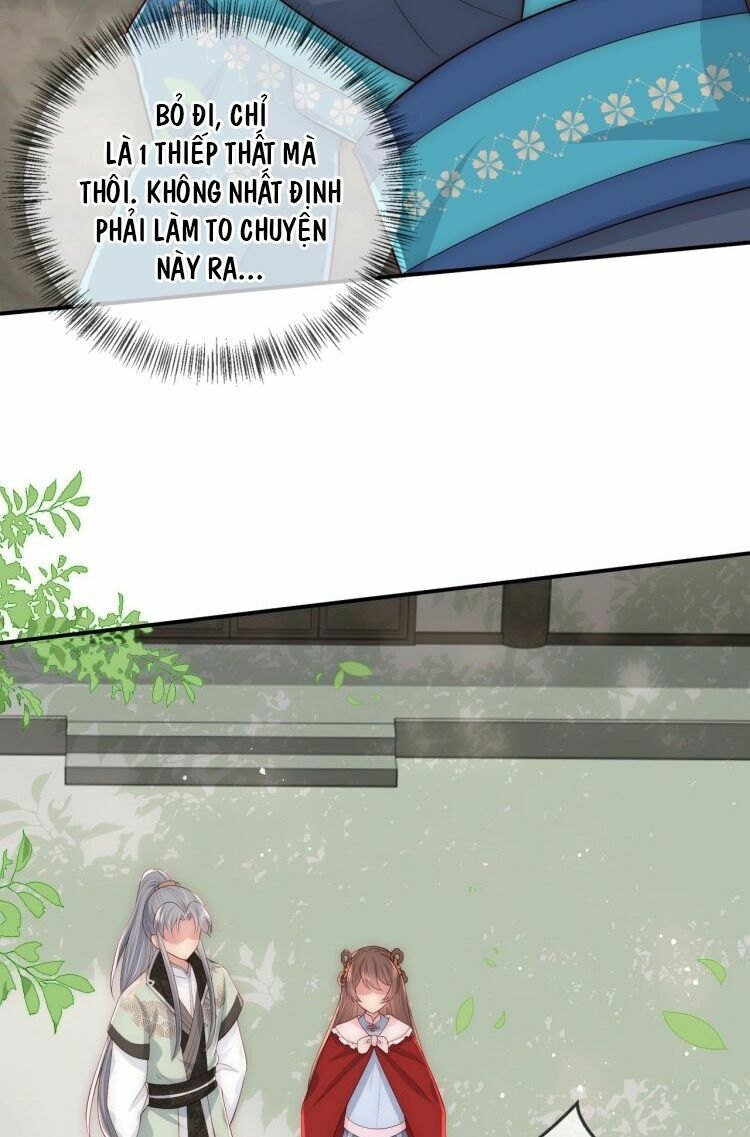 BỎ ĐI, CHỈ
LÀ 1 THIẾP THẤT MÀ
THÔI. KHÔNG NHẤT ĐỊNH
PHẢI LÀM TO CHUYỆN
NÀY RA...